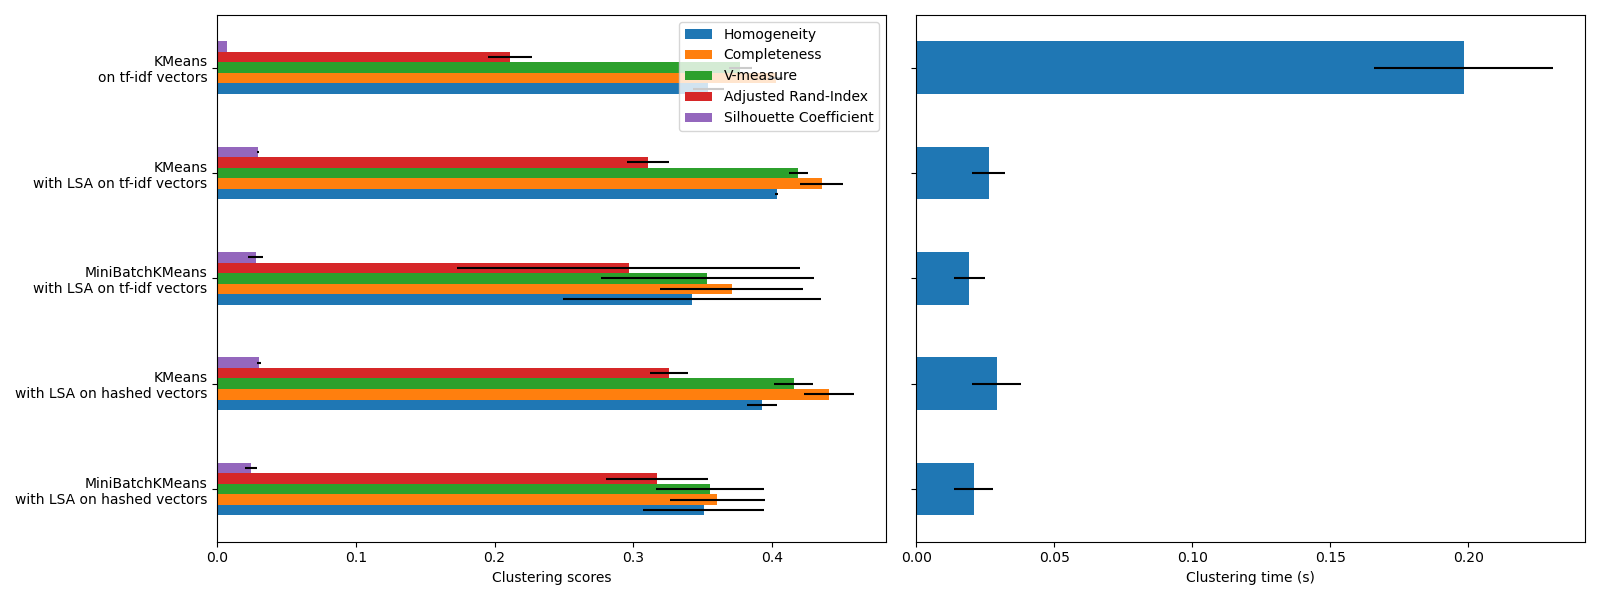 KMeans
on tf-idf vectors
KMeans
with LSA on tf-idf vectors
MiniBatchKMeans
with LSA on tf-idf vectors
KMeans
with LSA on hashed vectors
MiniBatchKMeans
with LSA on hashed vectors
Homogeneity
Completeness
V-measure
Adjusted Rand-Index
Silhouette Coefficient
0.0 0.1 0.2 0.3 0.4
Clustering scores
0.00 0.05 0.10 0.15 0.20
Clustering time (s)